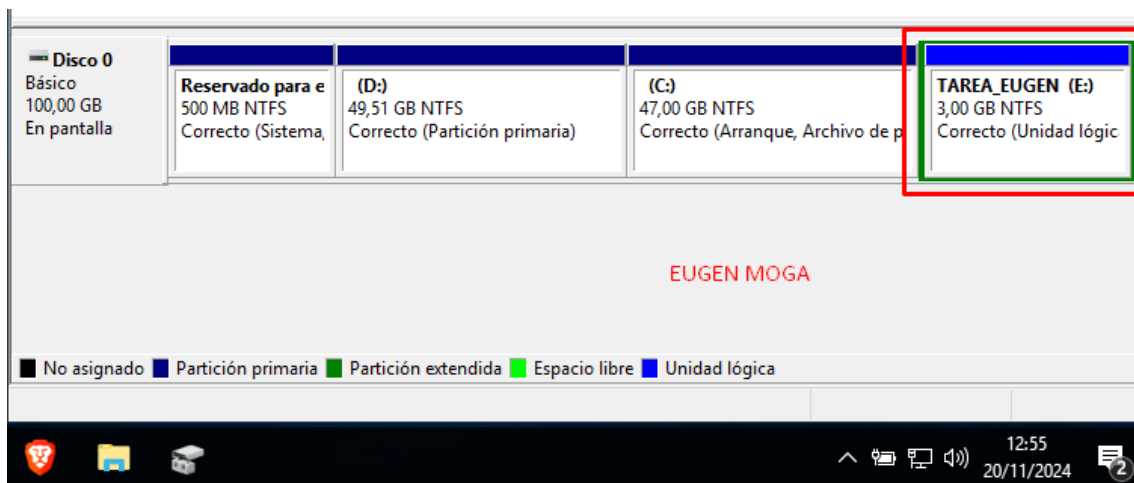 Disco 0
Básico
100,00 GB
En pantalla
Reservado para e
500 MB NTFS
Correcto (Sistema,
(D:)
49,51 GB NTFS
Correcto (Partición primaria)
(C:)
47,00 GB NTFS
Correcto (Arranque, Archivo de p
TAREA_EUGEN (E:)
3,00 GB NTFS
Correcto (Unidad lógic
EUGEN MOGA
No asignado Partición primaria Partición extendida Espacio libre Unidad lógica
12:55
20/11/2024
2